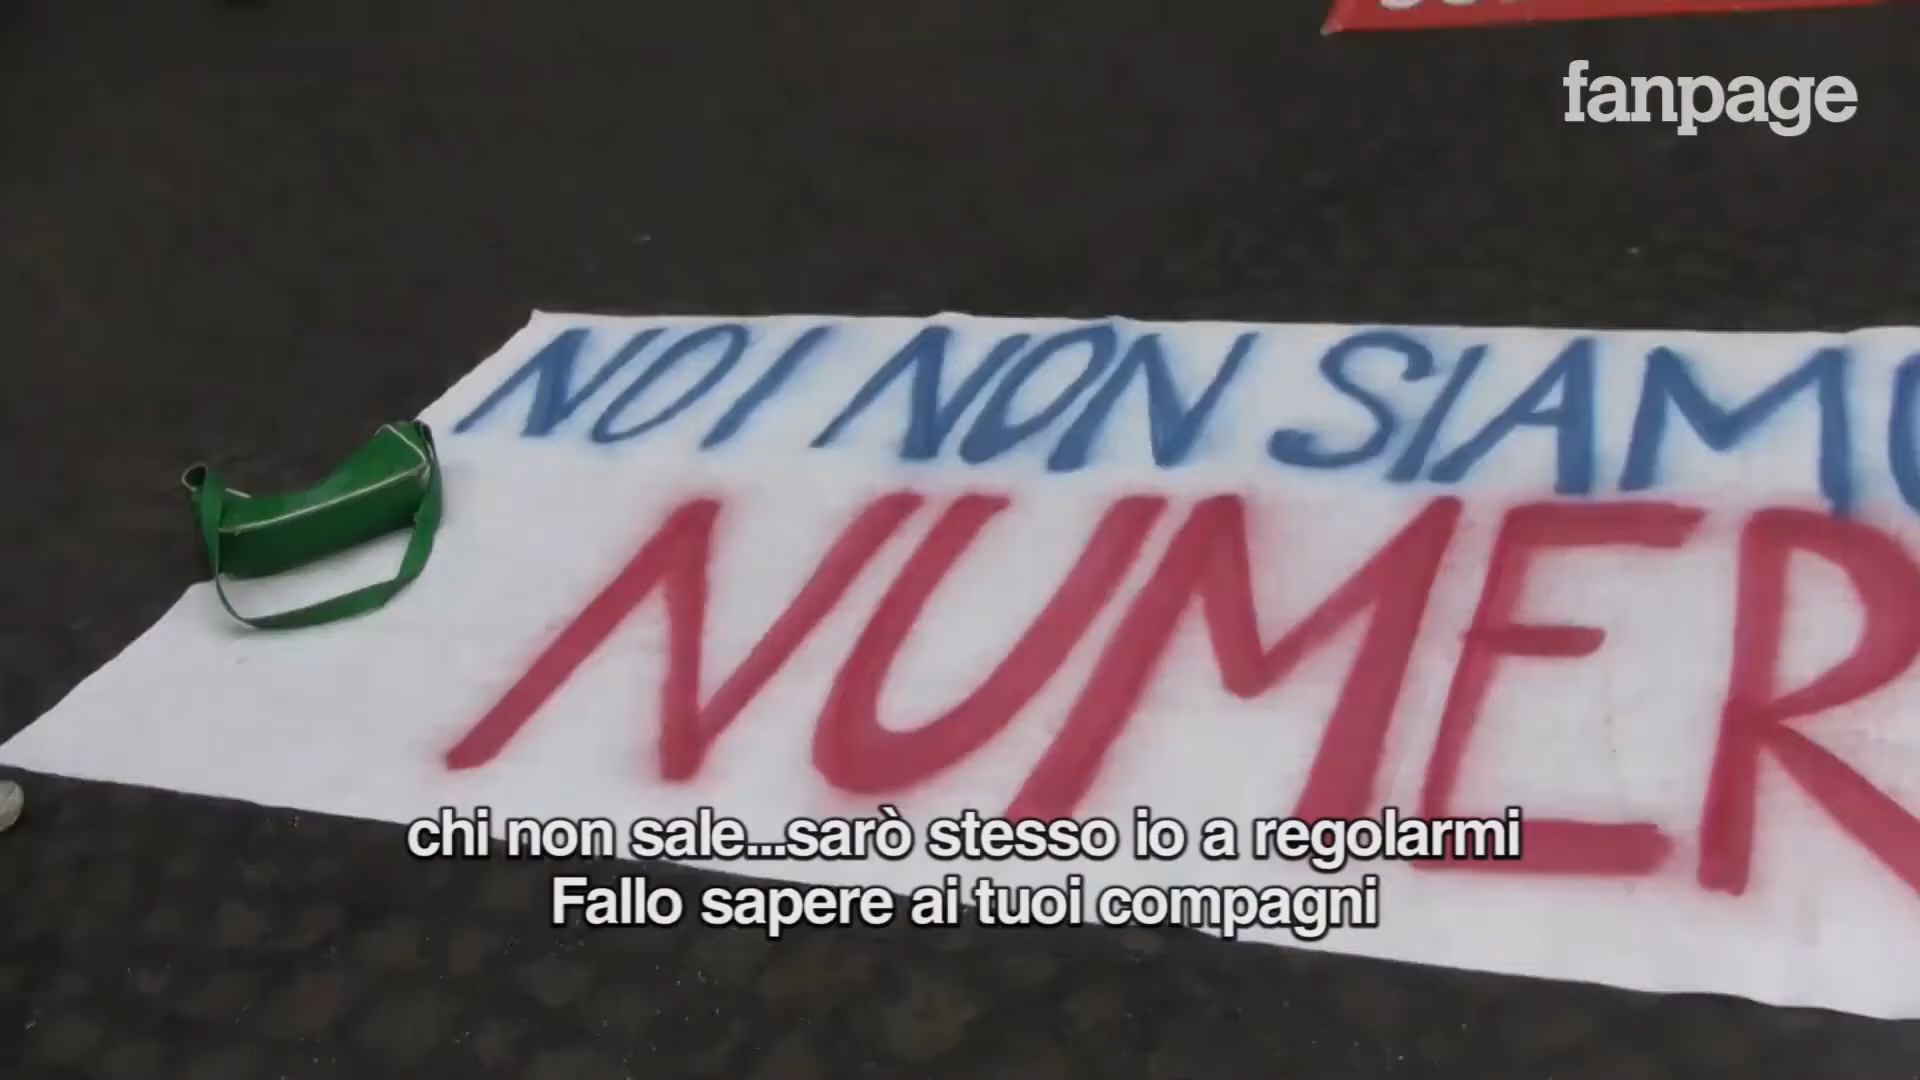 fanpage
NOI NON SIAMO
NUMER
chi non sale...sarò stesso io a regolarmi
Fallo sapere ai tuoi compagni